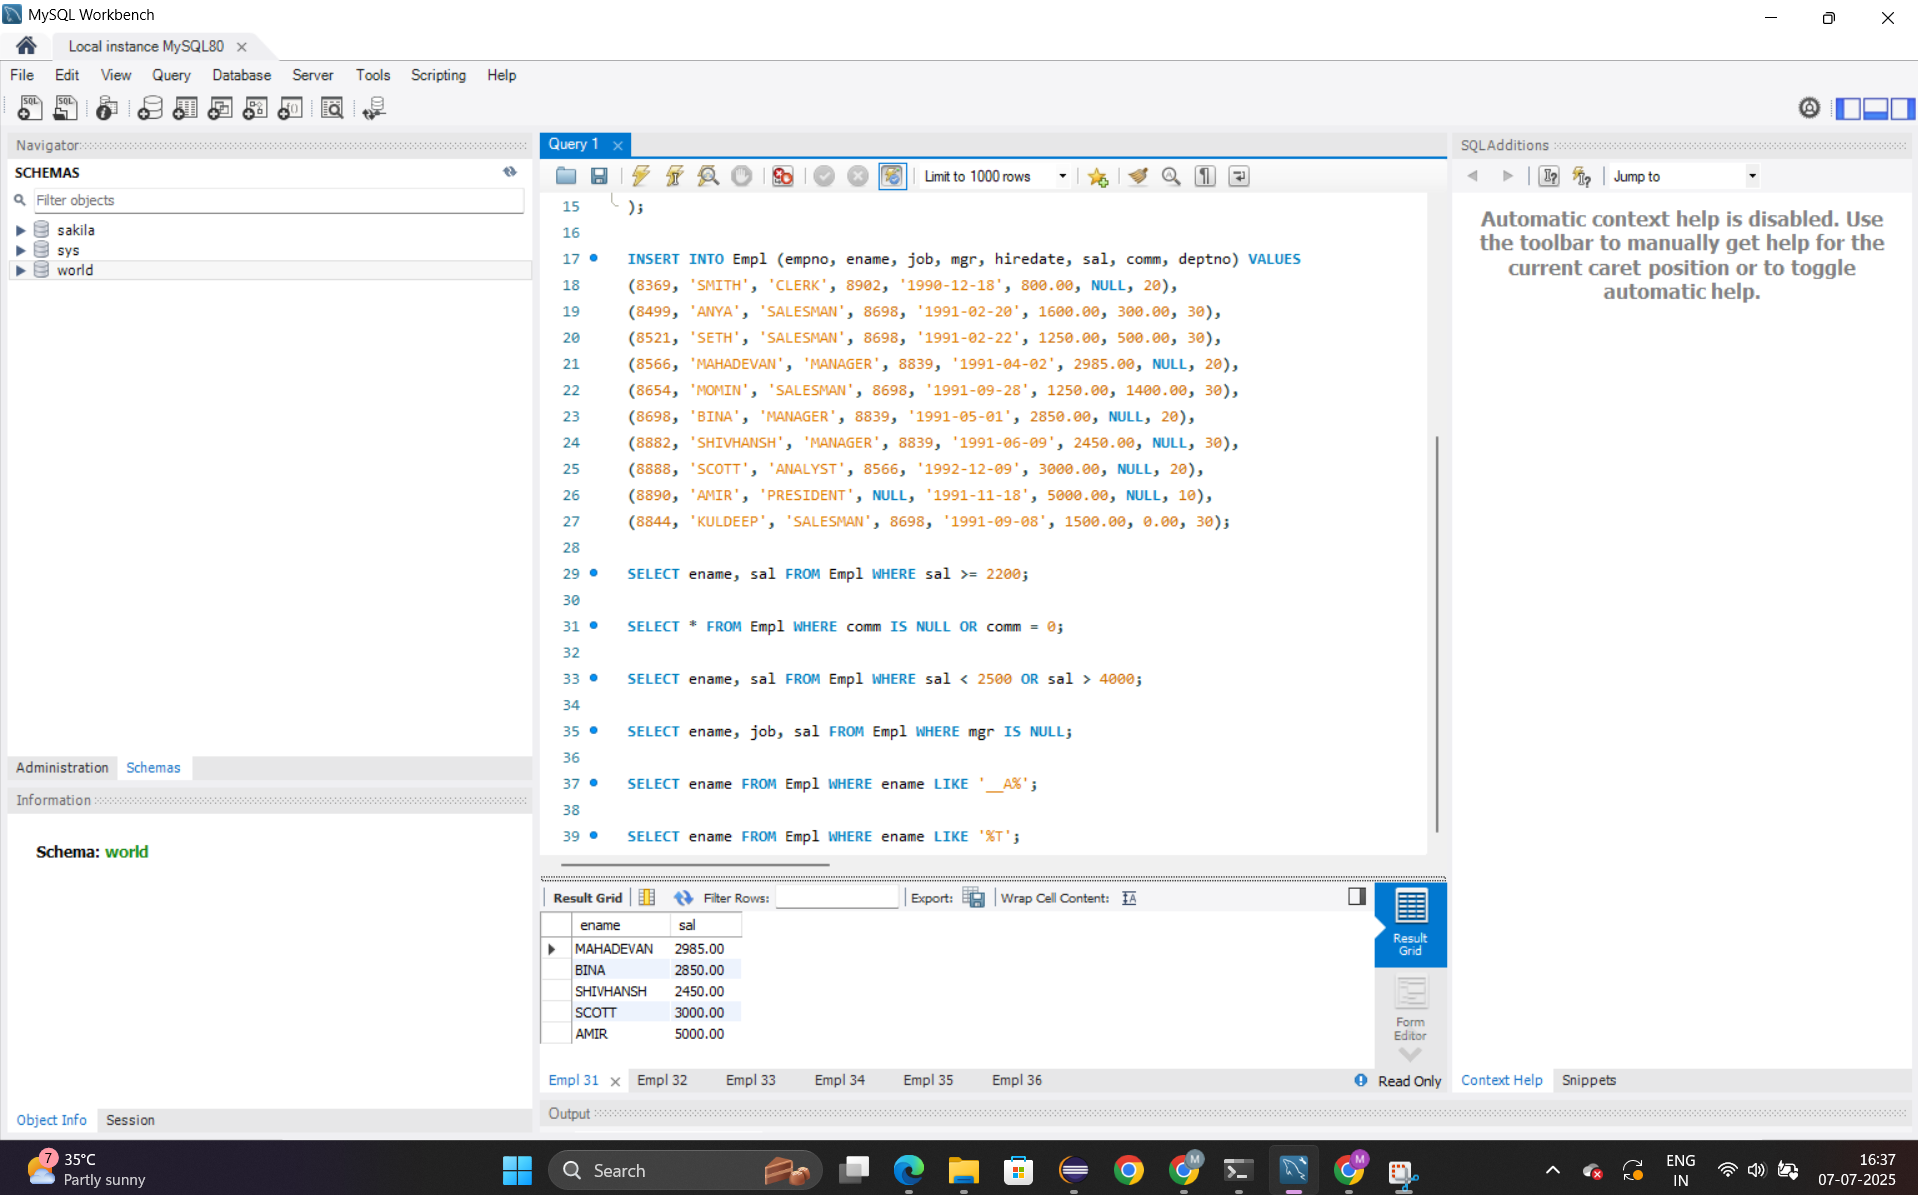 MySQL Workbench
Local instance MySQL80
File Edit View Query Database Server Tools Scripting Help
Navigator
SCHEMAS
Filter objects
sakila
sys
world
Administration Schemas
Information
Schema: world
Object Info Session
Query 1
Limit to 1000 rows
15 );
16
17 INSERT INTO Empl (empno, ename, job, mgr, hiredate, sal, comm, deptno) VALUES
18 (8369, 'SMITH', 'CLERK', 8902, '1990-12-18', 800.00, NULL, 20),
19 (8499, 'ANYA', 'SALESMAN', 8698, '1991-02-20', 1600.00, 300.00, 30),
20 (8521, 'SETH', 'SALESMAN', 8698, '1991-02-22', 1250.00, 500.00, 30),
21 (8566, 'MAHADEVAN', 'MANAGER', 8839, '1991-04-02', 2985.00, NULL, 20),
22 (8654, 'MOMIN', 'SALESMAN', 8698, '1991-09-28', 1250.00, 1400.00, 30),
23 (8698, 'BINA', 'MANAGER', 8839, '1991-05-01', 2850.00, NULL, 20),
24 (8882, 'SHIVHANSH', 'MANAGER', 8839, '1991-06-09', 2450.00, NULL, 30),
25 (8888, 'SCOTT', 'ANALYST', 8566, '1992-12-09', 3000.00, NULL, 20),
26 (8890, 'AMIR', 'PRESIDENT', NULL, '1991-11-18', 5000.00, NULL, 10),
27 (8844, 'KULDEEP', 'SALESMAN', 8698, '1991-09-08', 1500.00, 0.00, 30);
28
29 SELECT ename, sal FROM Empl WHERE sal >= 2200;
30
31 SELECT * FROM Empl WHERE comm IS NULL OR comm = 0;
32
33 SELECT ename, sal FROM Empl WHERE sal < 2500 OR sal > 4000;
34
35 SELECT ename, job, sal FROM Empl WHERE mgr IS NULL;
36
37 SELECT ename FROM Empl WHERE ename LIKE '__A%';
38
39 SELECT ename FROM Empl WHERE ename LIKE '%T';
Result Grid Filter Rows: Export: Wrap Cell Content:
ename sal
MAHADEVAN 2985.00
BINA 2850.00
SHIVHANSH 2450.00
SCOTT 3000.00
AMIR 5000.00
Result
Grid
Form
Editor
Empl 31 Empl 32 Empl 33 Empl 34 Empl 35 Empl 36 Read Only
Output
SQLAdditions
Jump to
Automatic context help is disabled. Use
the toolbar to manually get help for the
current caret position or to toggle
automatic help.
Context Help Snippets
7
35°C
Partly sunny
Search
M
M
ENG
IN
16:37
07-07-2025